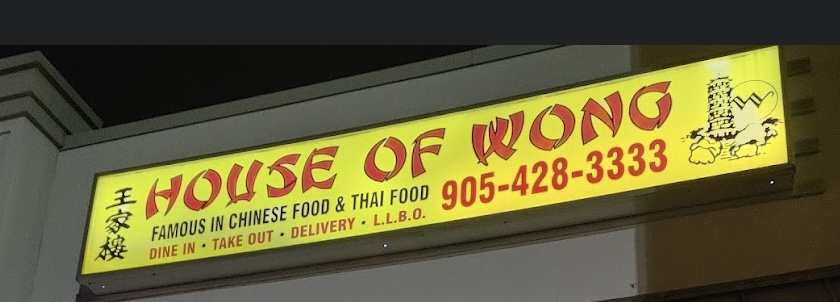 王家樓
HOUSE OF WONG
FAMOUS IN CHINESE FOOD & THAI FOOD
DINE IN • TAKE OUT • DELIVERY • L.L.B.O.
905-428-3333